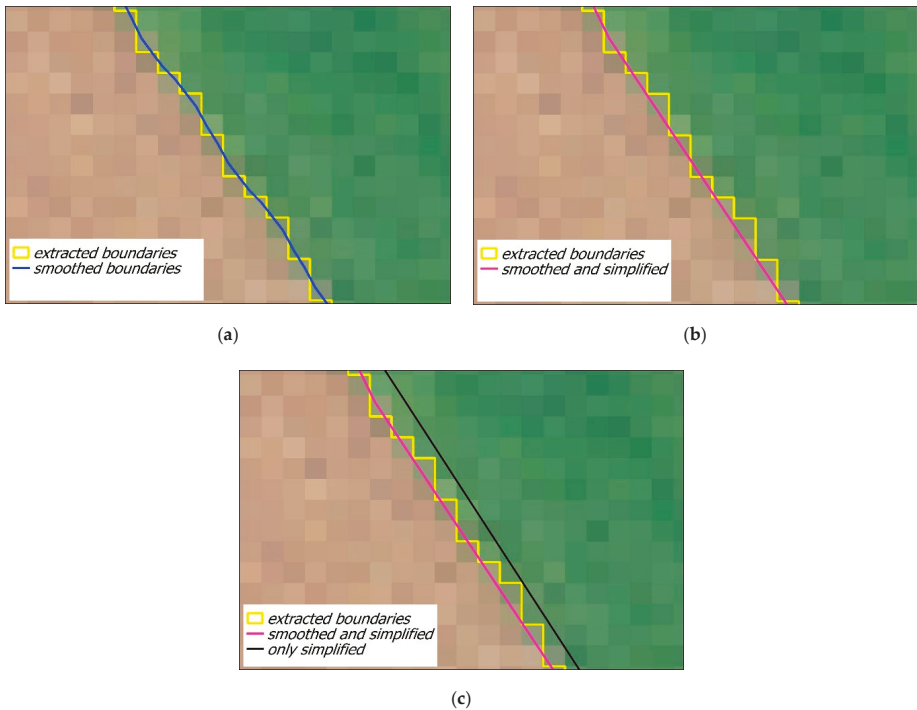 extracted boundaries
smoothed boundaries
(a)
extracted boundaries
smoothed and simplified
(b)
extracted boundaries
smoothed and simplified
only simplified
(c)